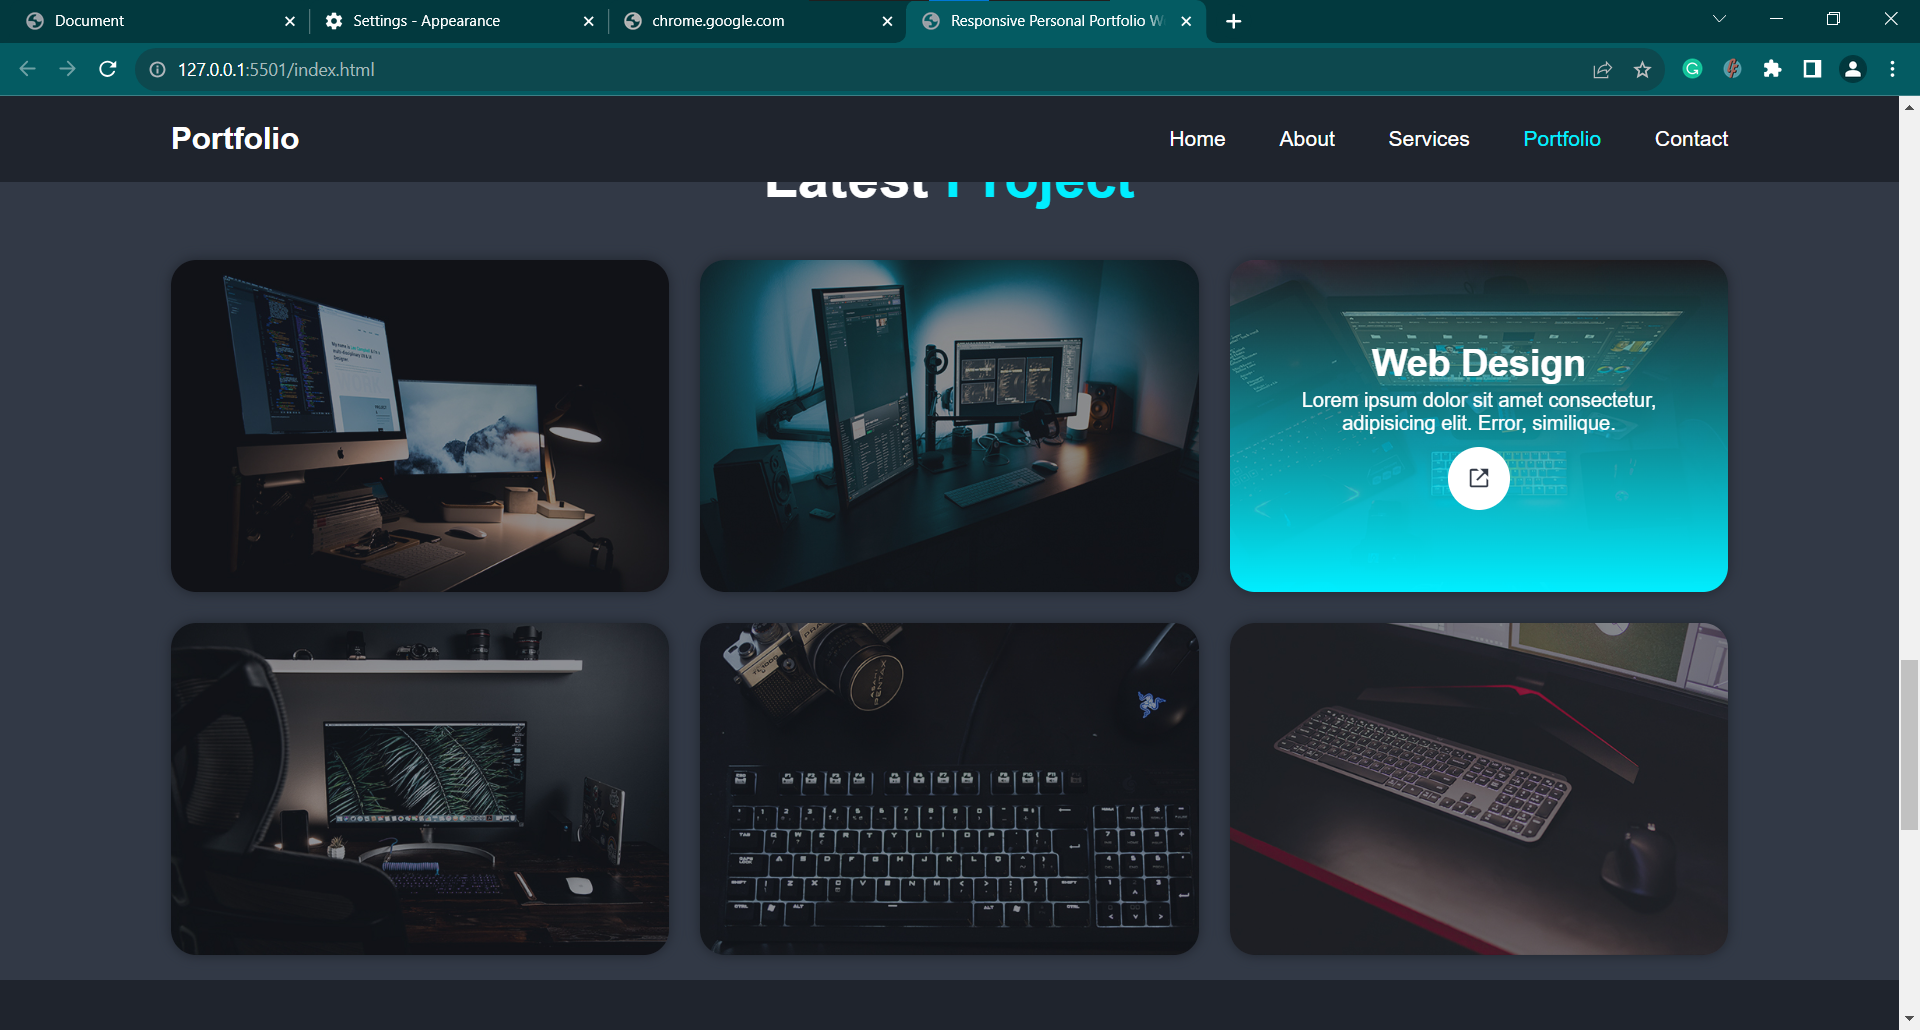 Document
Settings - Appearance
chrome.google.com
Responsive Personal Portfolio W
127.0.0.1:5501/index.html
Portfolio
Home
About
Services
Portfolio
Contact
Latest Project
Web Design
Lorem ipsum dolor sit amet consectetur,
adipisicing elit. Error, similique.